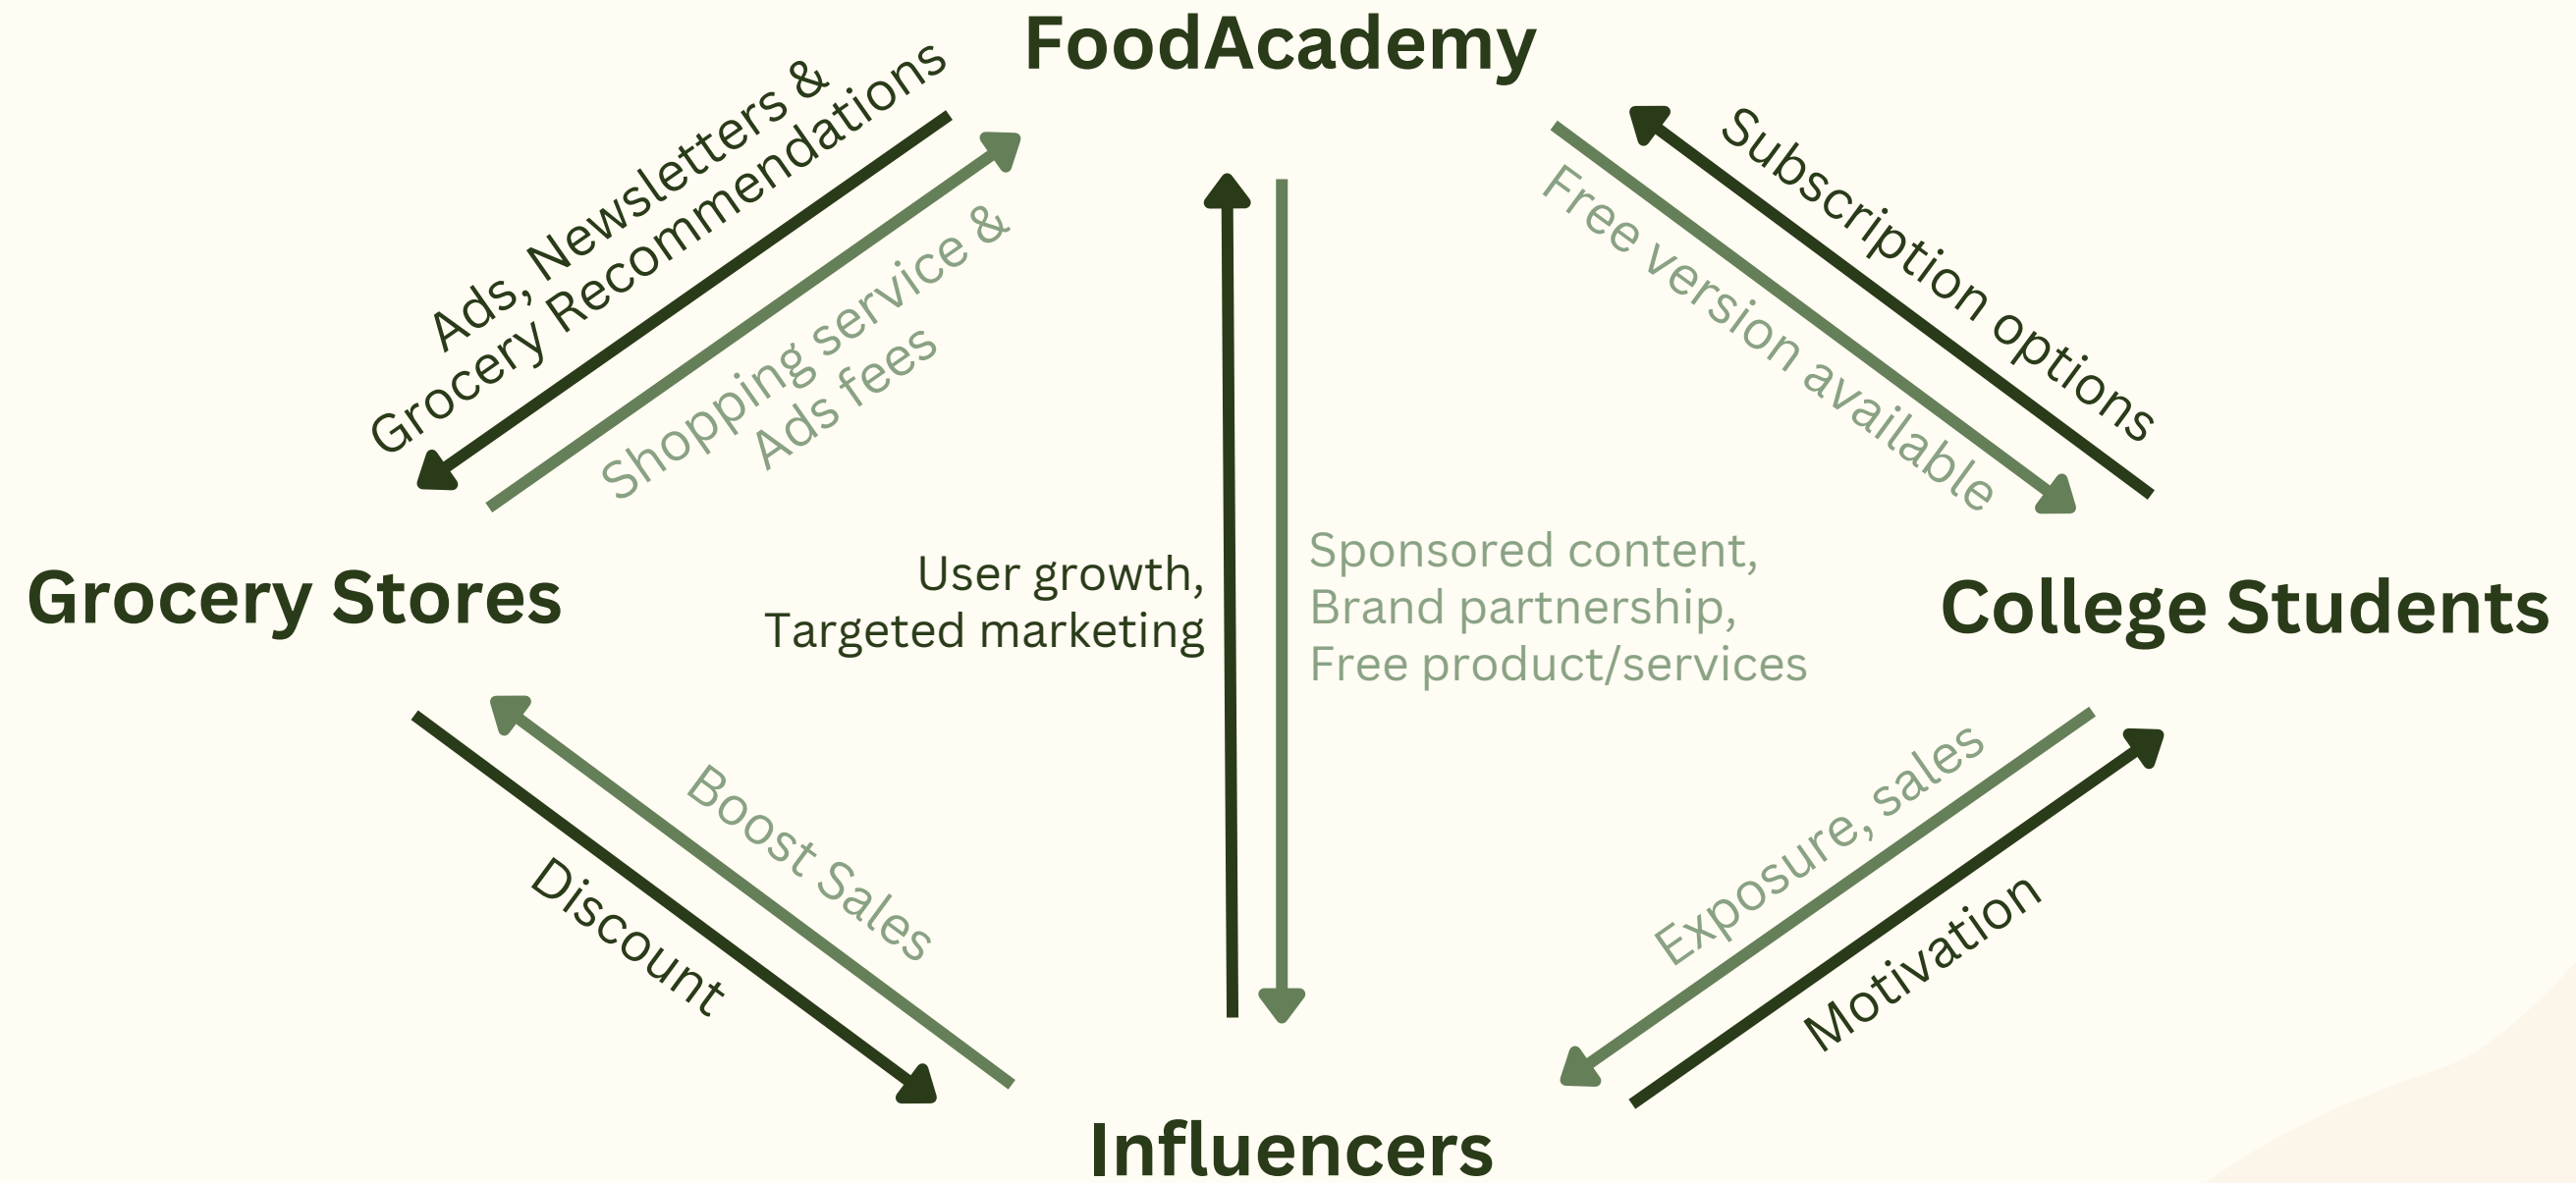 FoodAcademy
Ads, Newsletters &
Grocery Recommendations
Shopping service &
Ads fees
Subscription options
Free version available
Grocery Stores
User growth,
Targeted marketing
Sponsored content,
Brand partnership,
Free product/services
College Students
Boost Sales
Discount
Exposure, sales
Motivation
Influencers